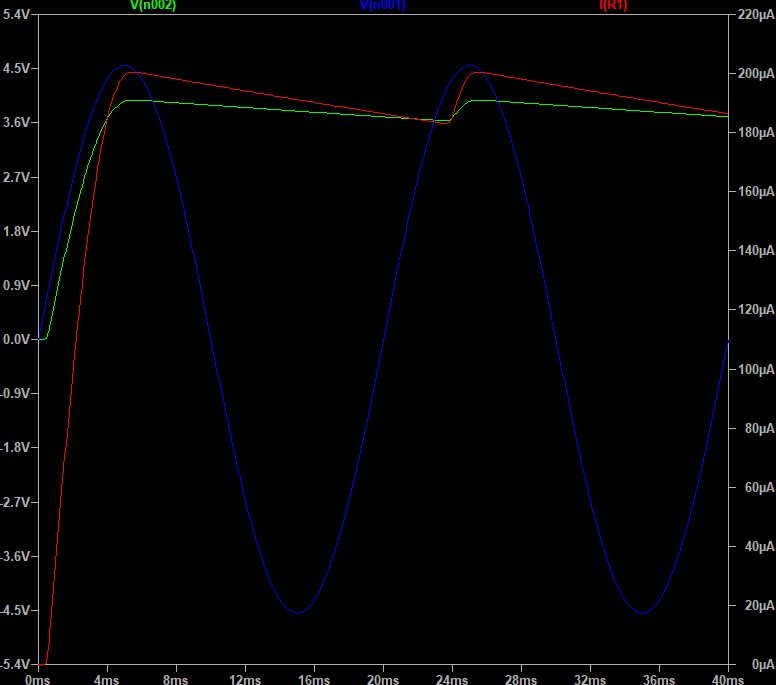 V(n002) V(n001) I(R1)
5.4V 220µA
4.5V 200µA
3.6V 180µA
2.7V 160µA
1.8V 140µA
0.9V 120µA
0.0V 100µA
-0.9V 80µA
-1.8V 60µA
-2.7V 40µA
-3.6V 20µA
-4.5V 0µA
-5.4V
0ms 4ms 8ms 12ms 16ms 20ms 24ms 28ms 32ms 36ms 40ms